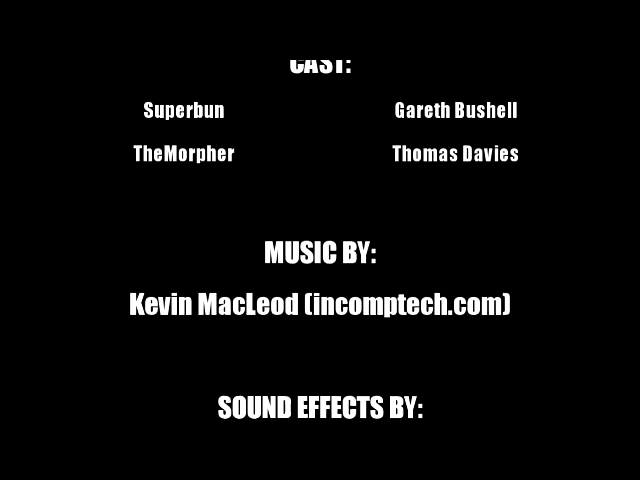 CAST:
Superbun Gareth Bushell
TheMorpher Thomas Davies
MUSIC BY:
Kevin MacLeod (incomptech.com)
SOUND EFFECTS BY: